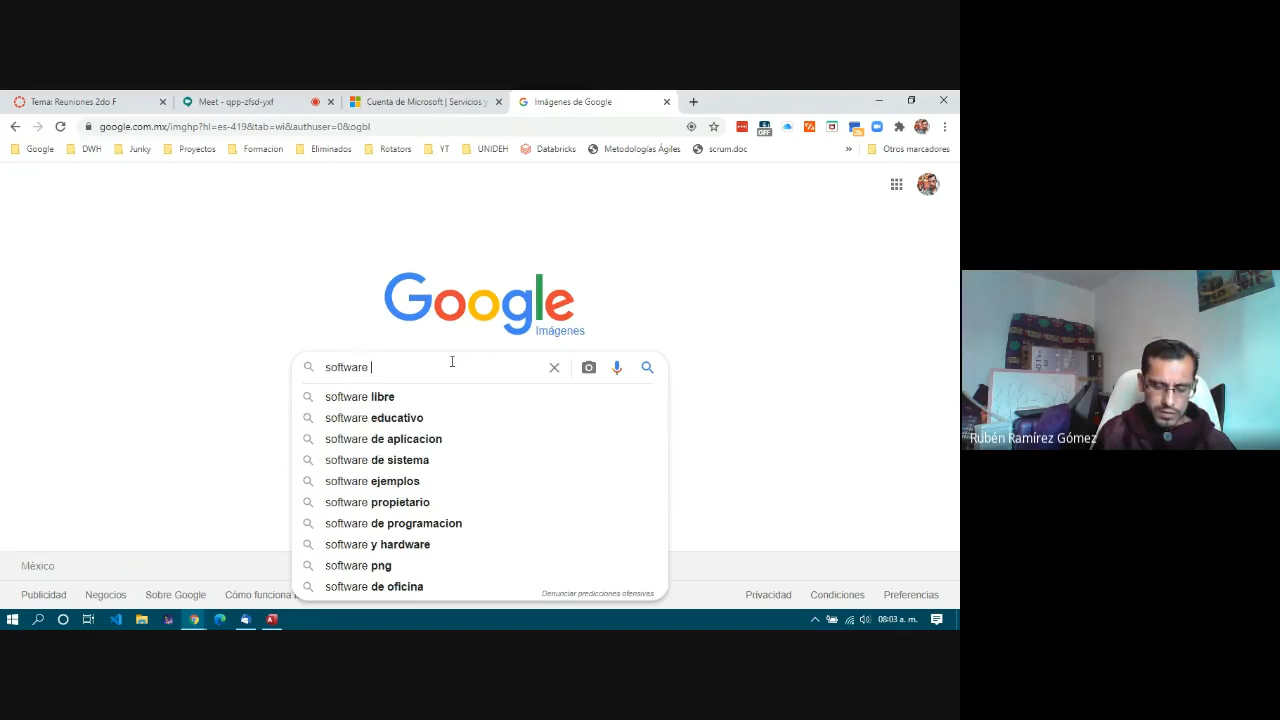 Tema: Reuniones 2do F
Meet - qpp-zfsd-yxf
Cuenta de Microsoft | Servicios y
Imágenes de Google
google.com.mx/imghp?hl=es-419&tab=wi&authuser=0&ogbl
OFF
Google DWH Junky Proyectos Formacion Eliminados Rotators YT UNIDEH Databricks Metodologías Ágiles scrum.doc » Otros marcadores
Google
Imágenes
software
software libre
software educativo
software de aplicacion
software de sistema
software ejemplos
software propietario
software de programacion
software y hardware
software png
software de oficina
Denunciar predicciones ofensivas
México
Publicidad Negocios Sobre Google Cómo funciona Privacidad Condiciones Preferencias
08:03 a. m.
Rubén Ramírez Gómez